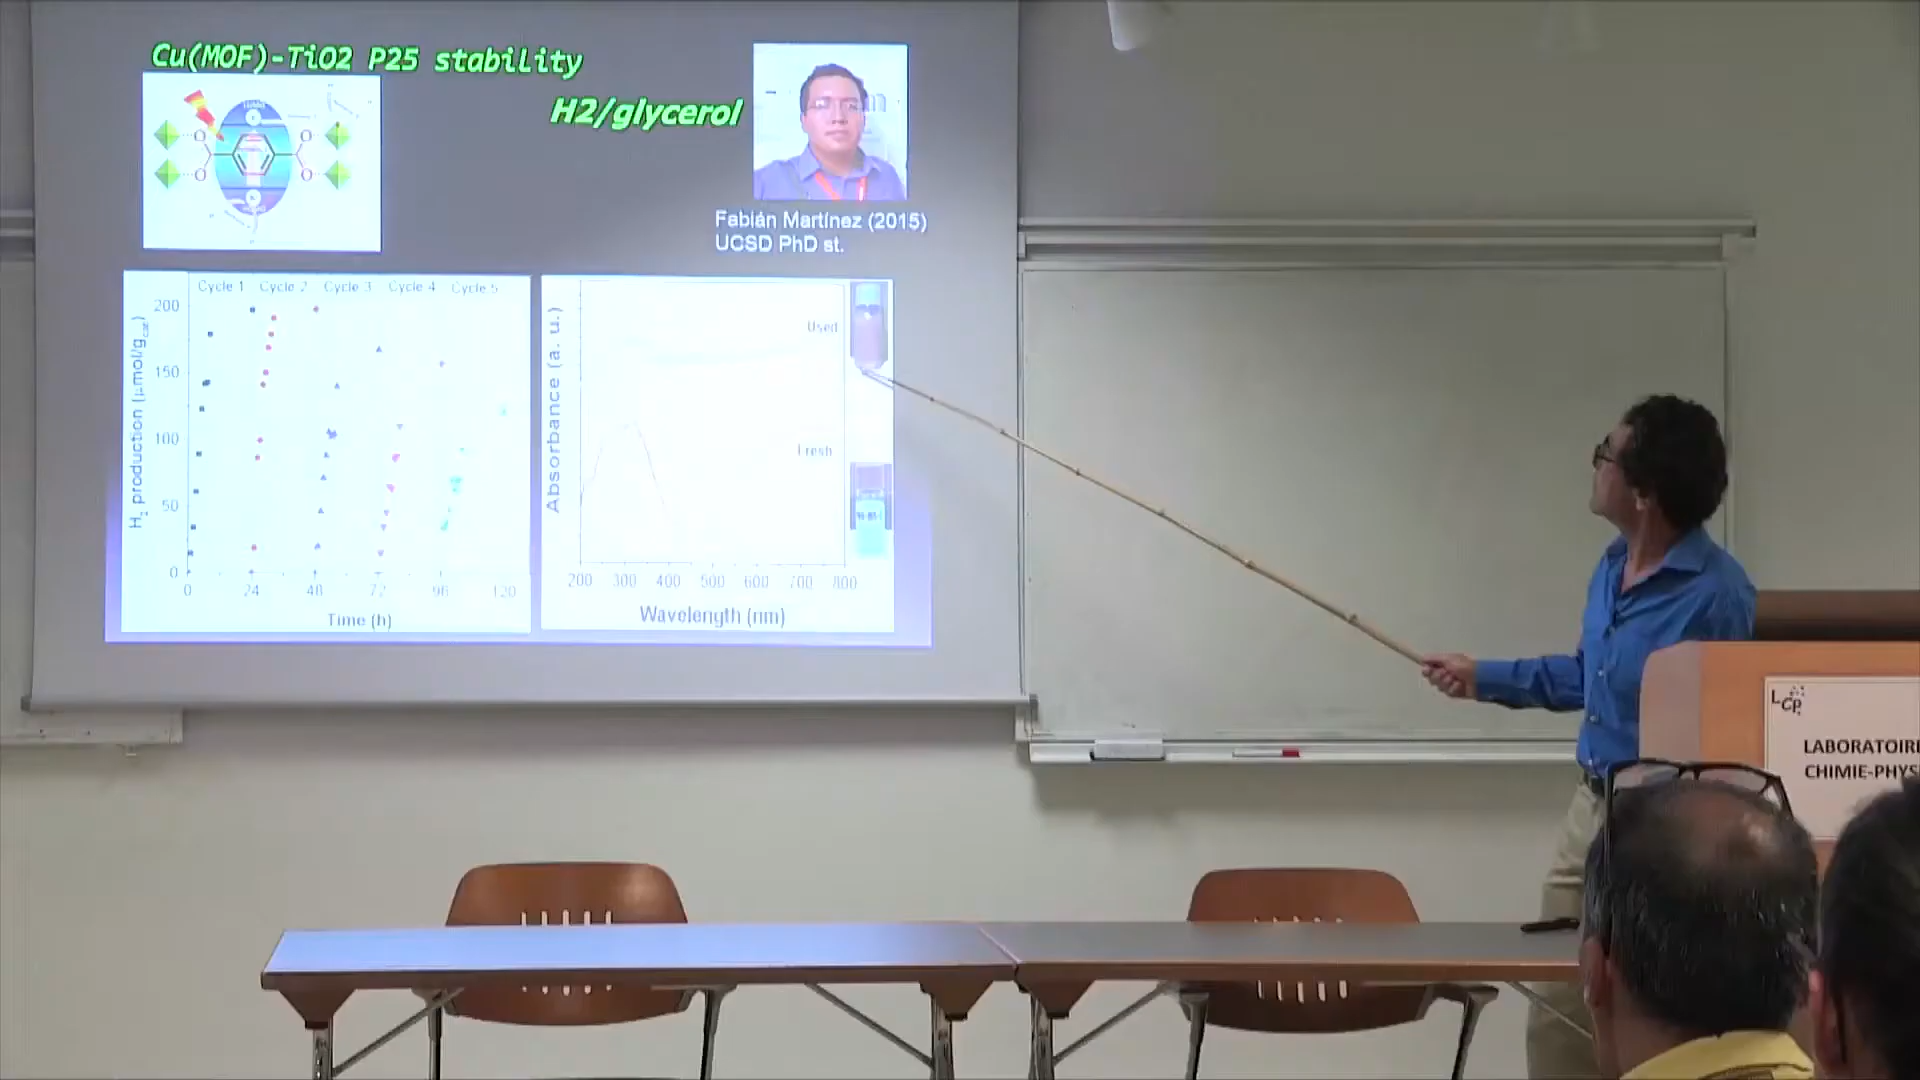 Cu(MOF)-TiO2 P25 stability
H2/glycerol
O
O
O
O
Fabián Martínez (2015)
UCSD PhD st.
Cycle 1 Cycle 2 Cycle 3 Cycle 4 Cycle 5
H2 production (μmol/gcat)
200
150
100
50
0
0 24 48 72 96 120
Time (h)
Absorbance (a. u.)
Used
Fresh
200 300 400 500 600 700 800
Wavelength (nm)
LCP
LABORATOIR
CHIMIE-PHYS